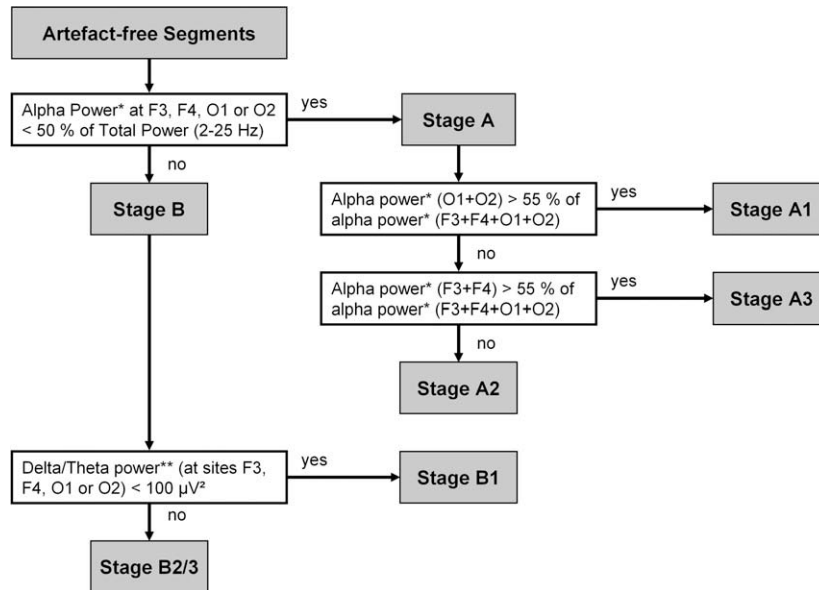 Artefact-free Segments
Alpha Power* at F3, F4, O1 or O2
< 50 % of Total Power (2-25 Hz)
yes
Stage A
no
Stage B
Alpha power* (O1+O2) > 55 % of
alpha power* (F3+F4+O1+O2)
yes
Stage A1
no
Alpha power* (F3+F4) > 55 % of
alpha power* (F3+F4+O1+O2)
yes
Stage A3
no
Stage A2
Delta/Theta power** (at sites F3,
F4, O1 or O2) < 100 µV²
yes
Stage B1
no
Stage B2/3